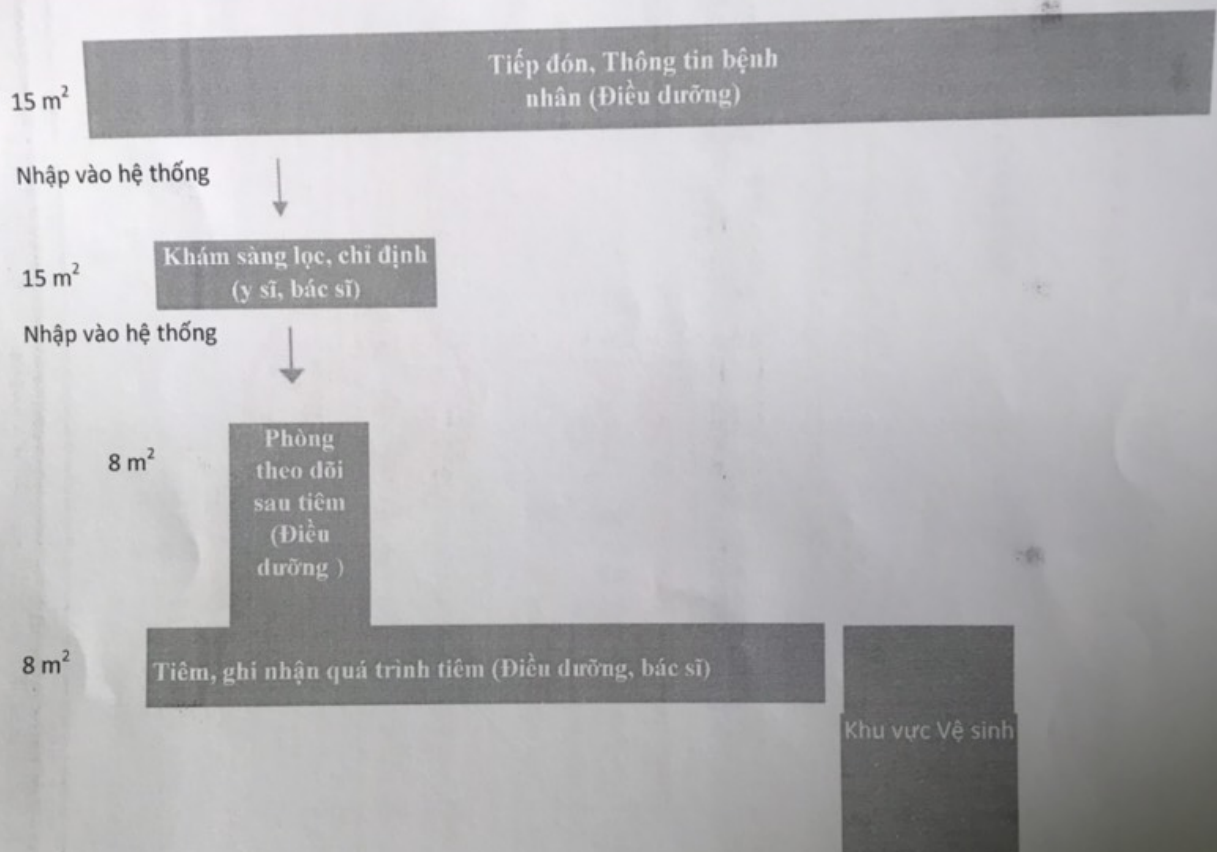 Tiếp đón, Thông tin bệnh
nhân (Điều dưỡng)
15 m²
Nhập vào hệ thống
Khám sàng lọc, chỉ định
(y sĩ, bác sĩ)
15 m²
Nhập vào hệ thống
Phòng
theo dõi
sau tiêm
(Điều
dưỡng )
8 m²
8 m²
Tiêm, ghi nhận quá trình tiêm (Điều dưỡng, bác sĩ)
Khu vực Vệ sinh